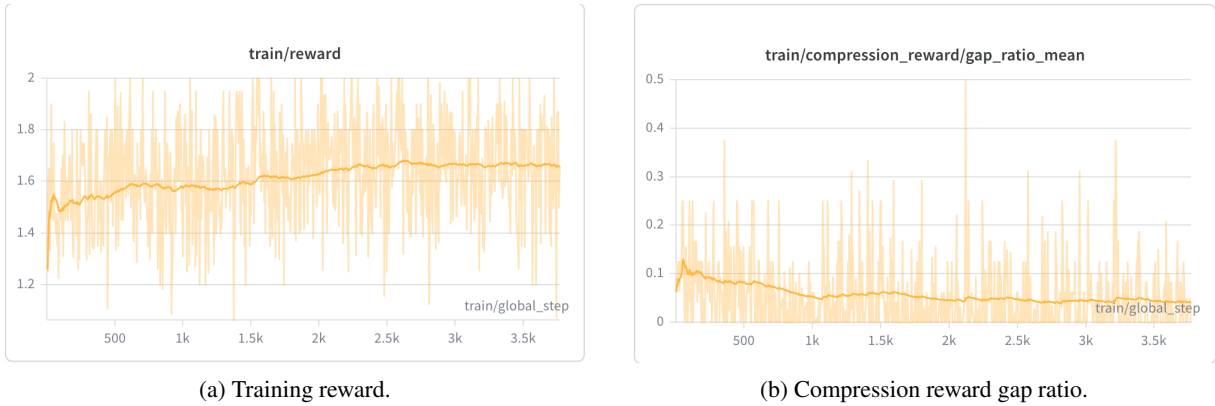 train/reward
2
1.8
1.6
1.4
1.2
train/global_step
500
1k
1.5k
2k
2.5k
3k
3.5k
(a) Training reward.
train/compression_reward/gap_ratio_mean
0.5
0.4
0.3
0.2
0.1
0
train/global_step
500
1k
1.5k
2k
2.5k
3k
3.5k
(b) Compression reward gap ratio.